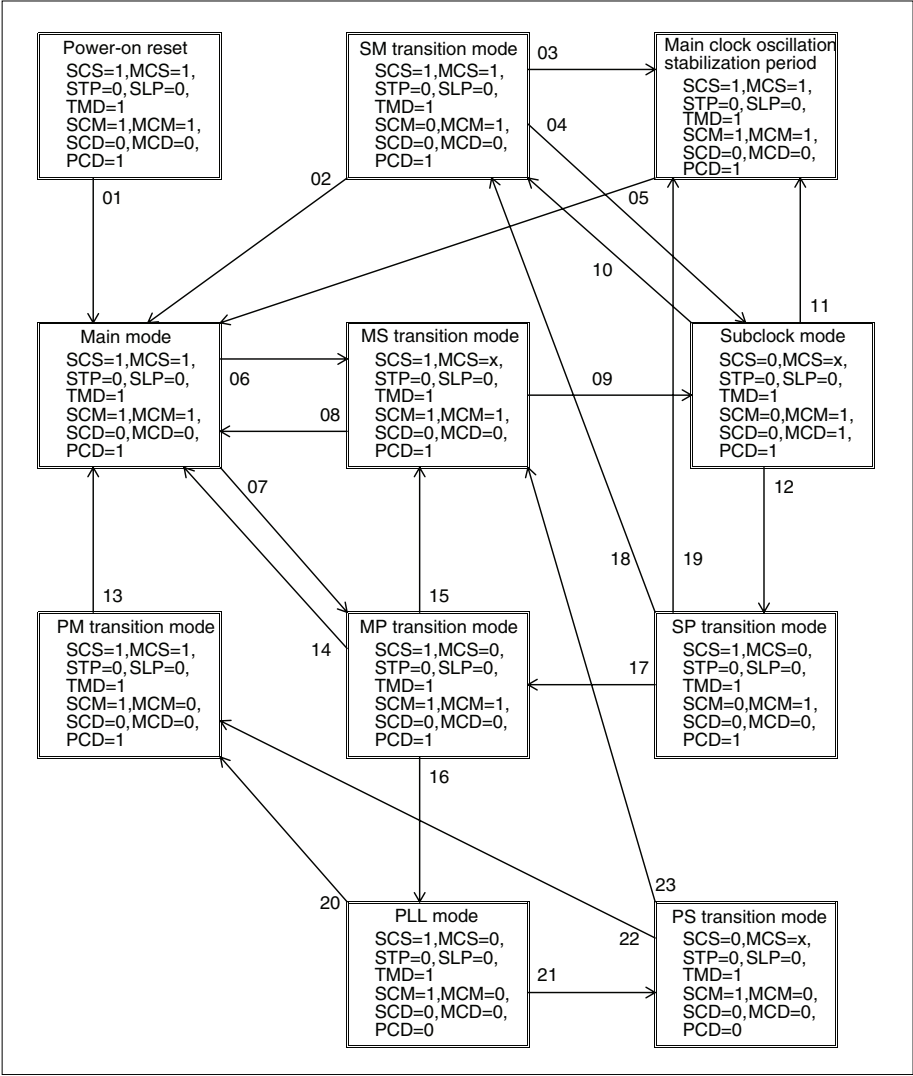 Power-on reset
SCS=1,MCS=1,
STP=0,SLP=0,
TMD=1
SCM=1,MCM=1,
SCD=0,MCD=0,
PCD=1
SM transition mode
SCS=1,MCS=1,
STP=0,SLP=0,
TMD=1
SCM=0,MCM=1,
SCD=0,MCD=0,
PCD=1
03
Main clock oscillation
stabilization period
SCS=1,MCS=1,
STP=0,SLP=0,
TMD=1
SCM=1,MCM=1,
SCD=0,MCD=0,
PCD=1
04
01
02
05
10
11
Main mode
SCS=1,MCS=1,
STP=0,SLP=0,
TMD=1
SCM=1,MCM=1,
SCD=0,MCD=0,
PCD=1
06
08
MS transition mode
SCS=1,MCS=x,
STP=0,SLP=0,
TMD=1
SCM=1,MCM=1,
SCD=0,MCD=0,
PCD=1
09
Subclock mode
SCS=0,MCS=x,
STP=0,SLP=0,
TMD=1
SCM=0,MCM=1,
SCD=0,MCD=1,
PCD=1
07
12
18
19
13
14
15
PM transition mode
SCS=1,MCS=1,
STP=0,SLP=0,
TMD=1
SCM=1,MCM=0,
SCD=0,MCD=0,
PCD=1
MP transition mode
SCS=1,MCS=0,
STP=0,SLP=0,
TMD=1
SCM=1,MCM=1,
SCD=0,MCD=0,
PCD=1
17
SP transition mode
SCS=1,MCS=0,
STP=0,SLP=0,
TMD=1
SCM=0,MCM=1,
SCD=0,MCD=0,
PCD=1
16
20
23
22
PLL mode
SCS=1,MCS=0,
STP=0,SLP=0,
TMD=1
SCM=1,MCM=0,
SCD=0,MCD=0,
PCD=0
21
PS transition mode
SCS=0,MCS=x,
STP=0,SLP=0,
TMD=1
SCM=1,MCM=0,
SCD=0,MCD=0,
PCD=0